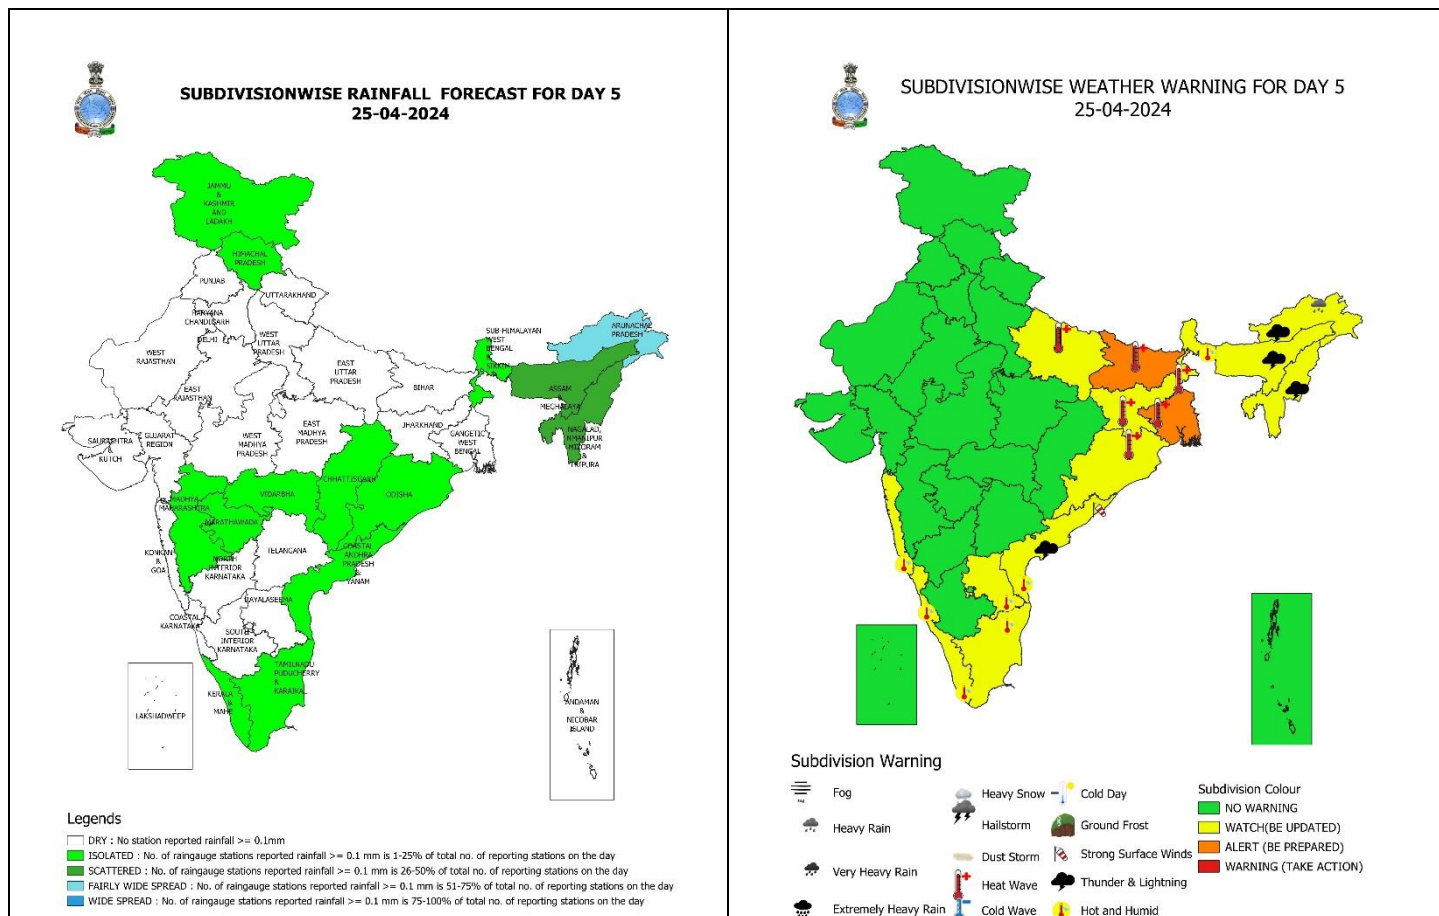 SUBDIVISIONWISE RAINFALL FORECAST FOR DAY 5
25-04-2024
JAMMU
&
KASHMIR
AND
LADAKH
HIMACHAL
PRADESH
PUNJAB
UTTARAKHAND
HARYANA
CHANDIGARH
&
DELHI
WEST
UTTAR
PRADESH
WEST
RAJASTHAN
EAST
RAJASTHAN
EAST
UTTAR
PRADESH
BIHAR
SUB HIMALAYAN
WEST
BENGAL
&
SIKKIM
ARUNACHAL
PRADESH
ASSAM
&
MEGHALAYA
NAGALAD,
NMANIPUR
MIZORAM
&
TRIPURA
JHARKHAND
GANGETIC
WEST
BENGAL
SAURASHTRA
&
KUTCH
GUJARAT
REGION
WEST
MADHYA
PRADESH
EAST
MADHYA
PRADESH
CHHATTISGARH
ODISHA
VIDARBHA
MADHYA
MAHARASHTRA
MARATHAWADA
KONKAN
&
GOA
NORTH
INTERIOR
KARNATAKA
TELANGANA
COASTAL
ANDHRA
PRADESH
&
YANAM
RAYALASEEMA
COASTAL
KARNATAKA
SOUTH
INTERIOR
KARNATAKA
TAMILNADU
PUDUCHERRY
&
KARAIKAL
KERALA
&
MAHE
LAKSHADWEEP
ANDAMAN
&
NICOBAR
ISLAND
Legends
DRY : No station reported rainfall >= 0.1mm
ISOLATED : No. of raingauge stations reported rainfall >= 0.1 mm is 1-25% of total no. of reporting stations on the day
SCATTERED : No. of raingauge stations reported rainfall >= 0.1 mm is 26-50% of total no. of reporting stations on the day
FAIRLY WIDE SPREAD : No. of raingauge stations reported rainfall >= 0.1 mm is 51-75% of total no. of reporting stations on the day
WIDE SPREAD : No. of raingauge stations reported rainfall >= 0.1 mm is 75-100% of total no. of reporting stations on the day
SUBDIVISIONWISE WEATHER WARNING FOR DAY 5
25-04-2024
Subdivision Warning
Fog
Heavy Rain
Very Heavy Rain
Extremely Heavy Rain
Heavy Snow
Hailstorm
Dust Storm
Heat Wave
Cold Wave
Cold Day
Ground Frost
Strong Surface Winds
Thunder & Lightning
Hot and Humid
Subdivision Colour
NO WARNING
WATCH(BE UPDATED)
ALERT (BE PREPARED)
WARNING (TAKE ACTION)